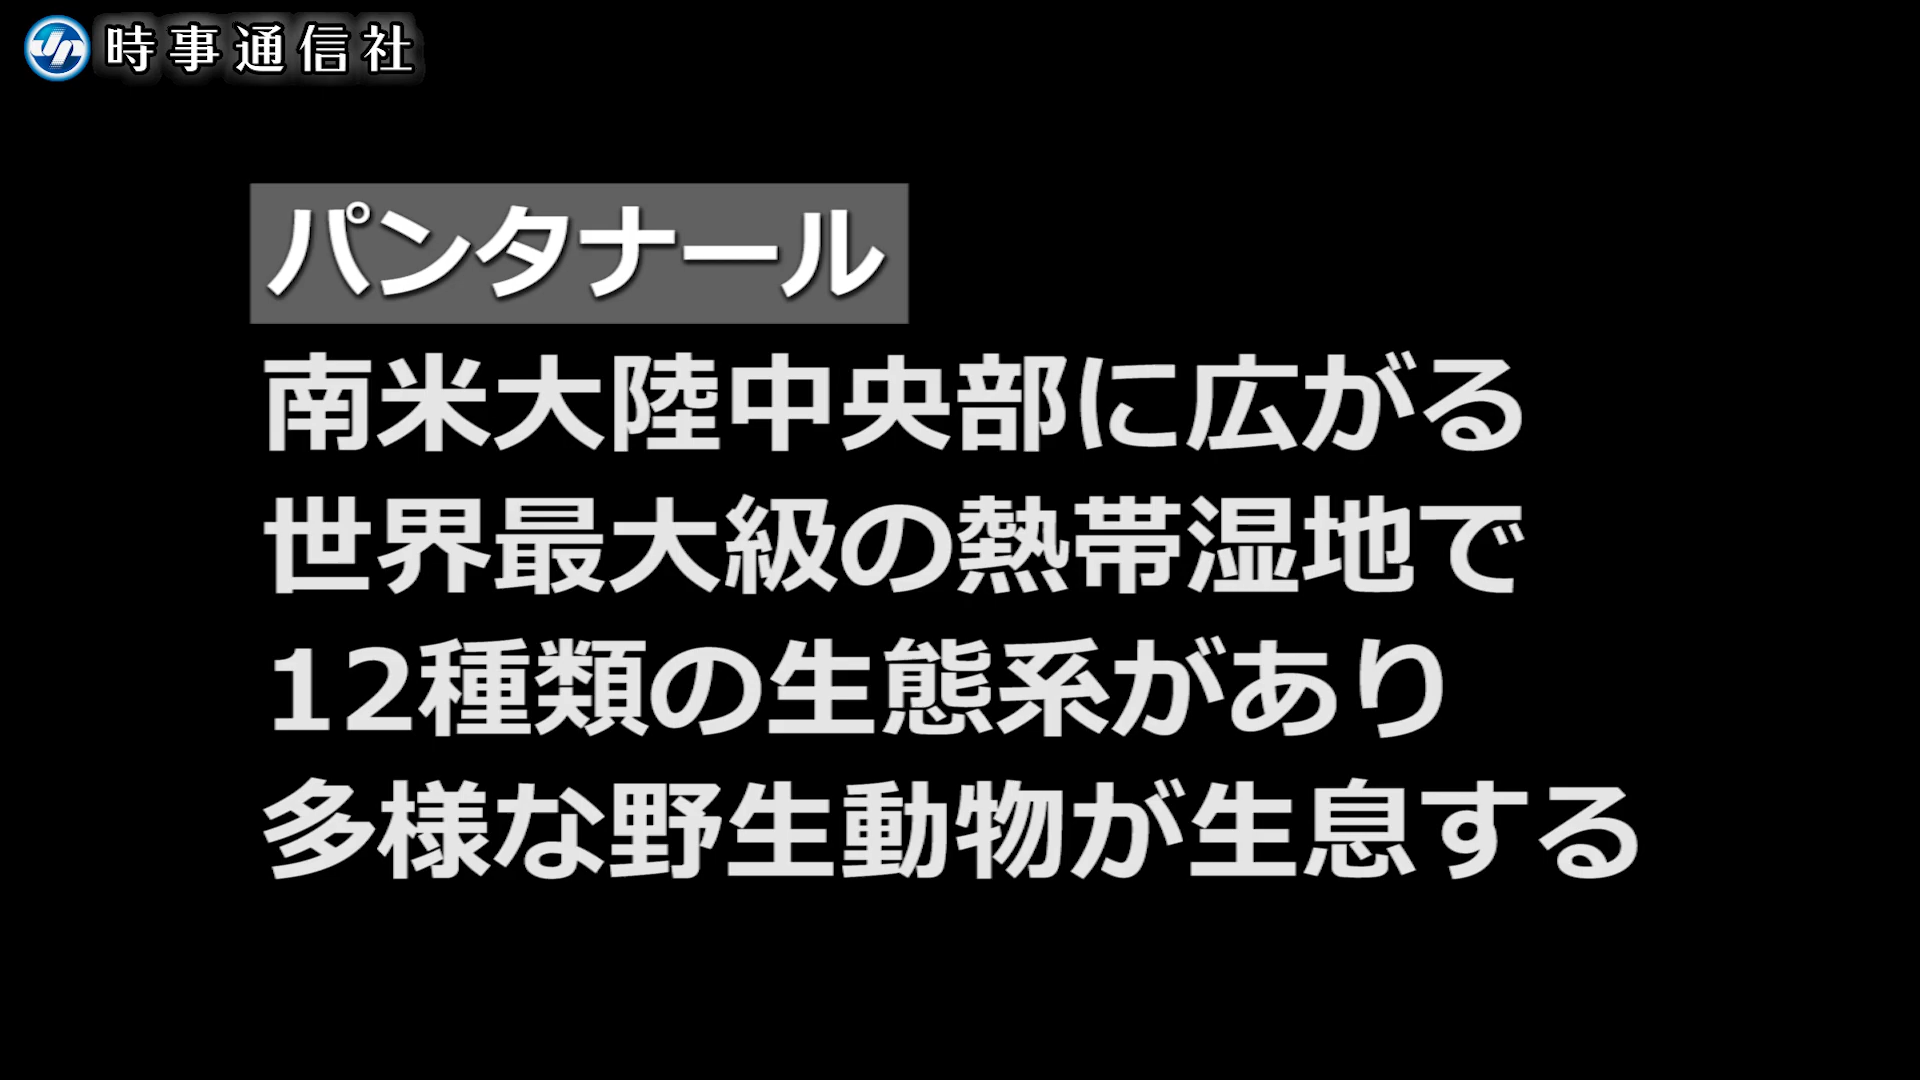 時事通信社
パンタナール
南米大陸中央部に広がる
世界最大級の熱帯湿地で
12種類の生態系があり
多様な野生動物が生息する